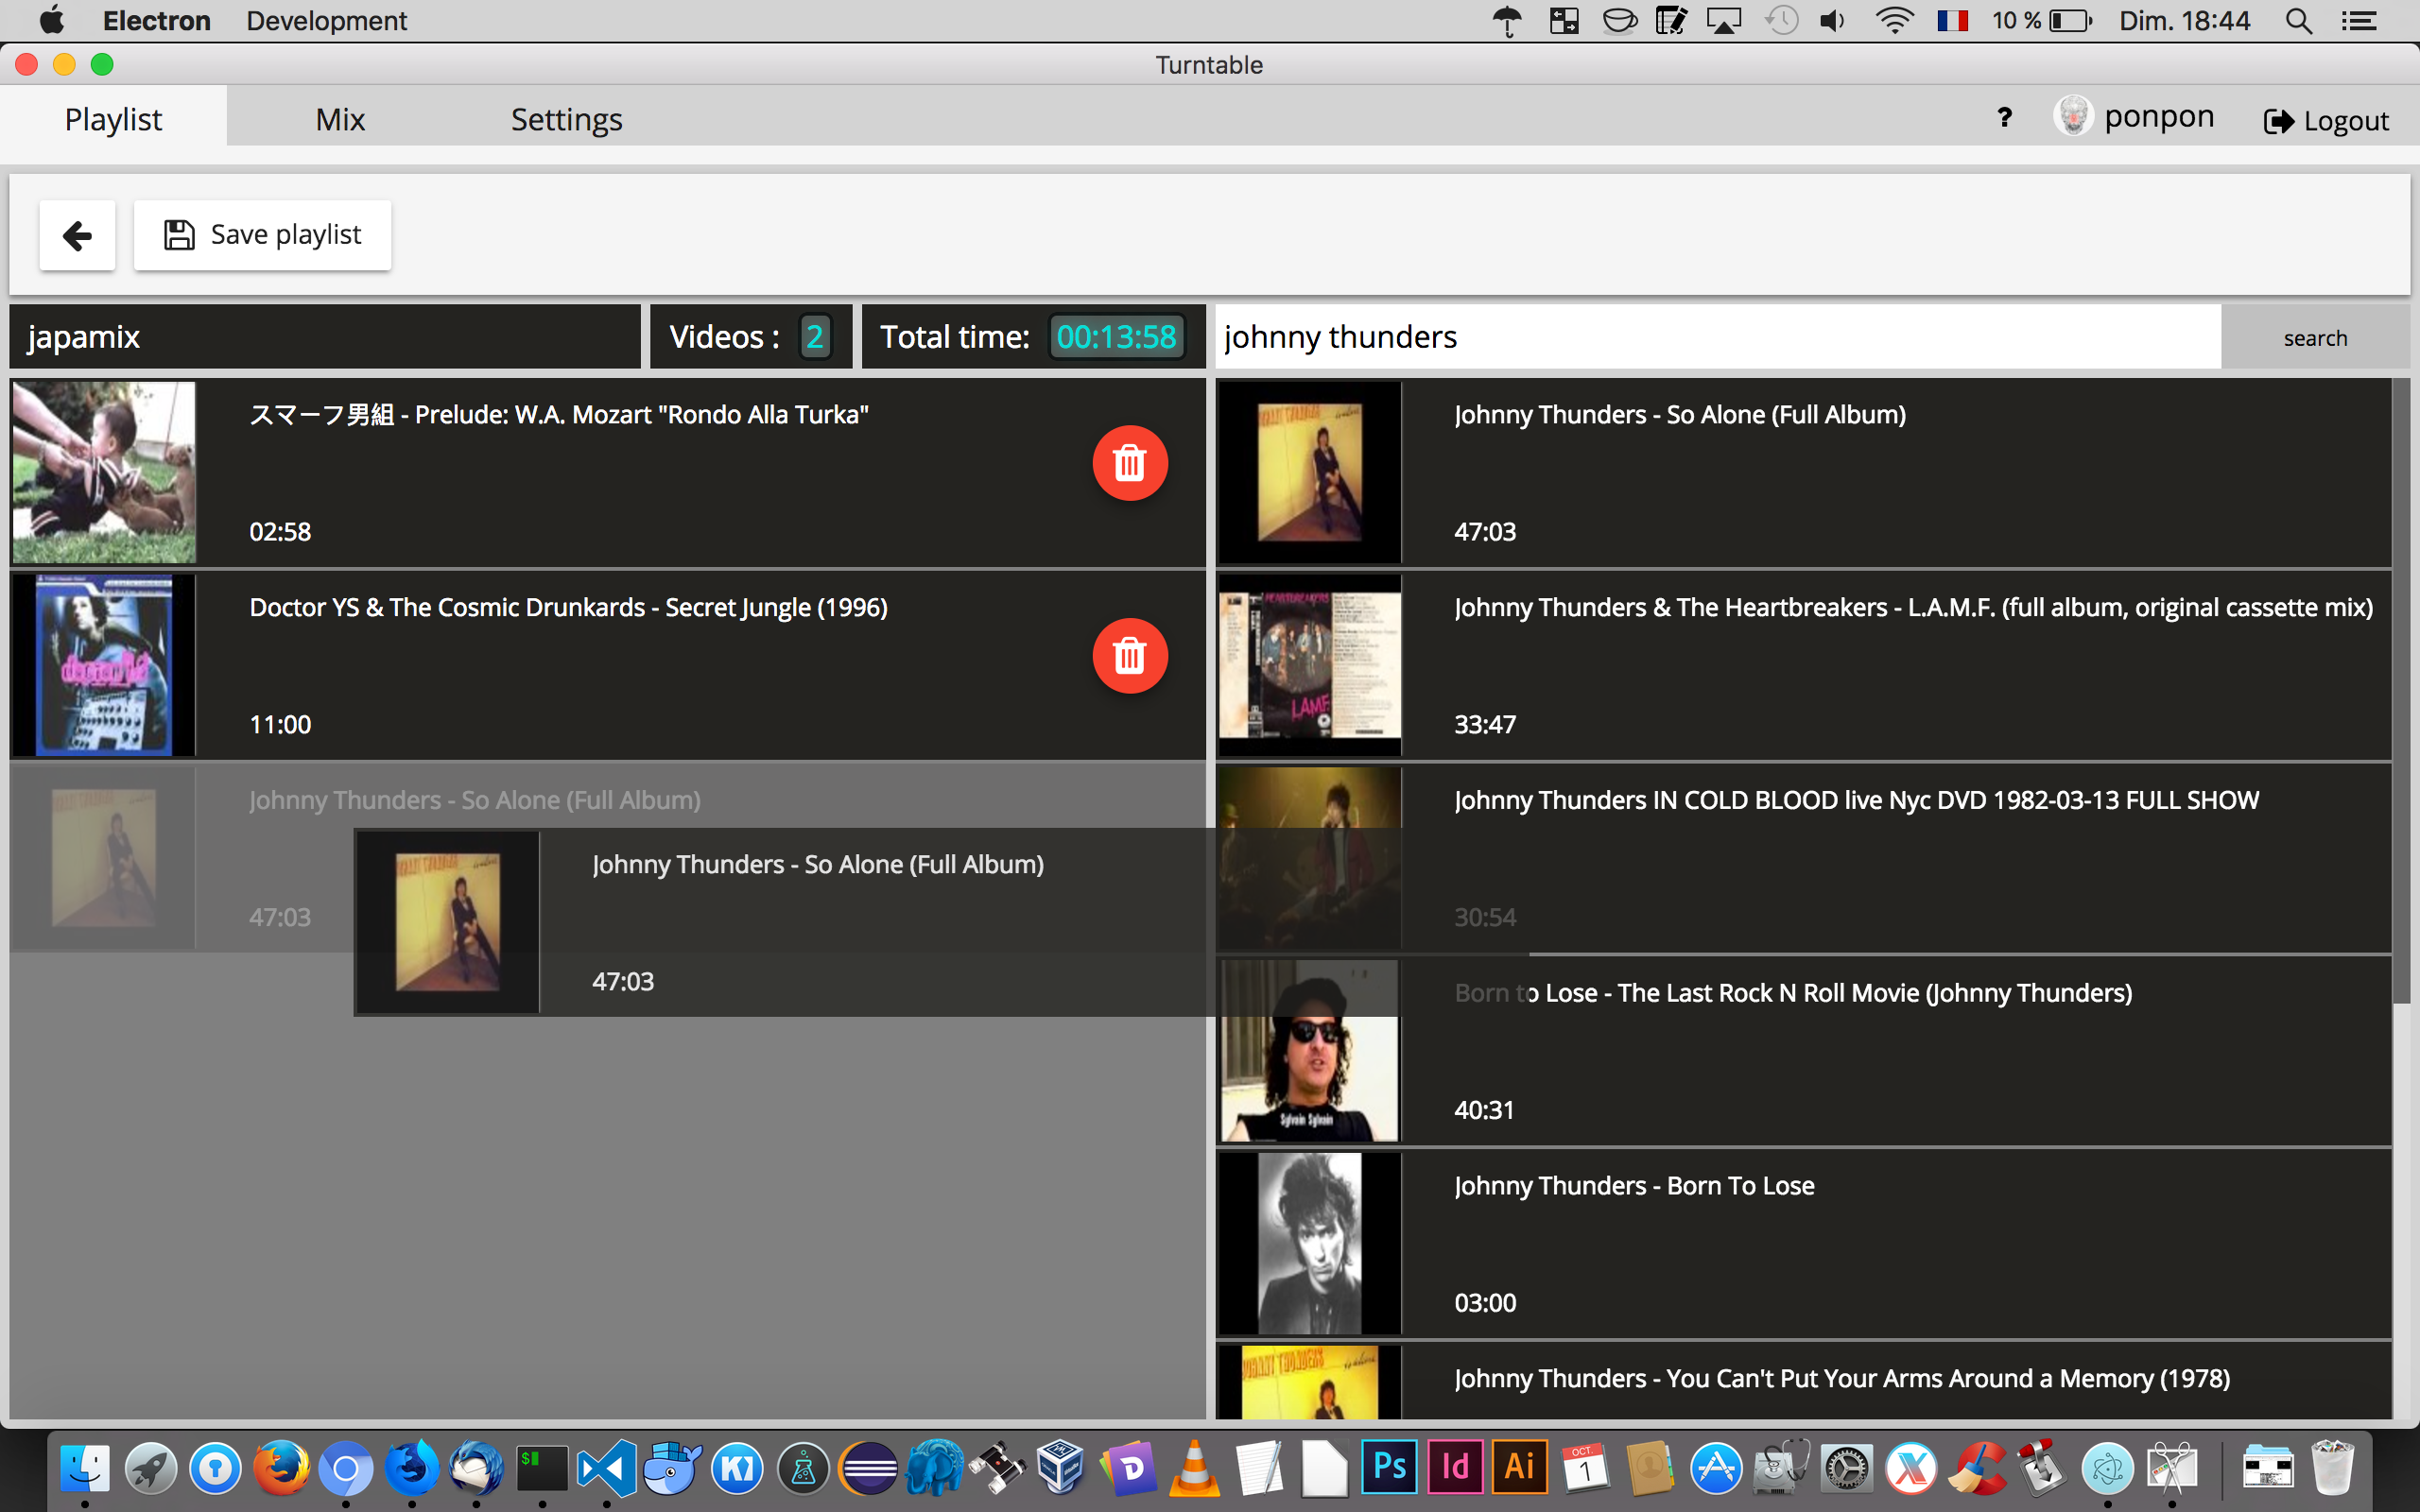 Electron Development
10 % Dim. 18:44
Turntable
Playlist Mix Settings
? ponpon Logout
Save playlist
japamix
Videos : 2
Total time: 00:13:58
johnny thunders
search
スマーフ男組 - Prelude: W.A. Mozart "Rondo Alla Turka"
02:58
Doctor YS & The Cosmic Drunkards - Secret Jungle (1996)
11:00
Johnny Thunders - So Alone (Full Album)
47:03
Johnny Thunders - So Alone (Full Album)
47:03
Johnny Thunders - So Alone (Full Album)
47:03
Johnny Thunders & The Heartbreakers - L.A.M.F. (full album, original cassette mix)
33:47
LAMF
Johnny Thunders IN COLD BLOOD live Nyc DVD 1982-03-13 FULL SHOW
30:54
Born to Lose - The Last Rock N Roll Movie (Johnny Thunders)
40:31
Sylvain Sylvain
Johnny Thunders - Born To Lose
03:00
Johnny Thunders - You Can't Put Your Arms Around a Memory (1978)
$
D
Ps
Id
Ai
OCT.
1